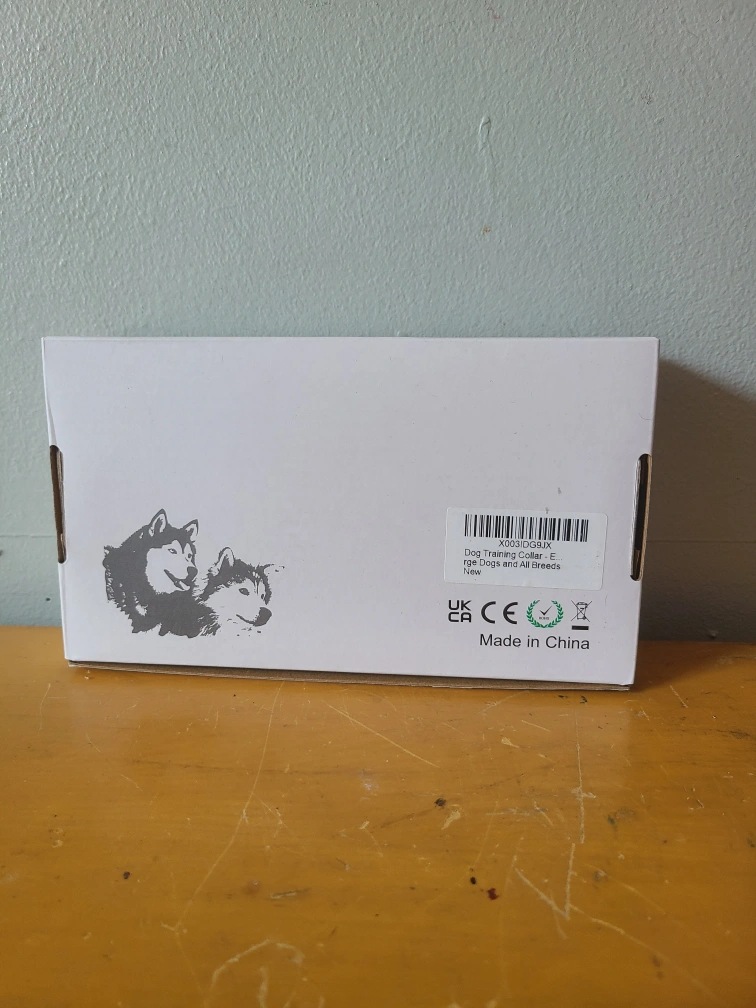 X003IDG9JX
Dog Training Collar - E...
rge Dogs and All Breeds
New
UK
CA
CE
Made in China